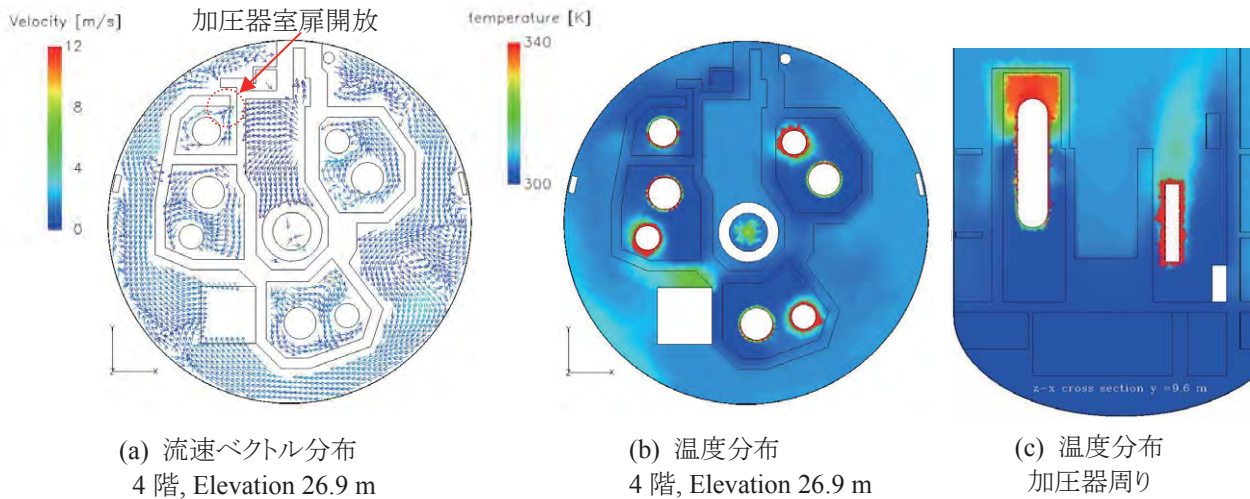 Velocity [m/s]
12
8
4
0
加圧器室扉開放
Y
Z
X
temperature [K]
340
300
Y
Z
X
z-x cross section y =9.6 m
(a) 流速ベクトル分布
4 階, Elevation 26.9 m
(b) 温度分布
4 階, Elevation 26.9 m
(c) 温度分布
加圧器周り